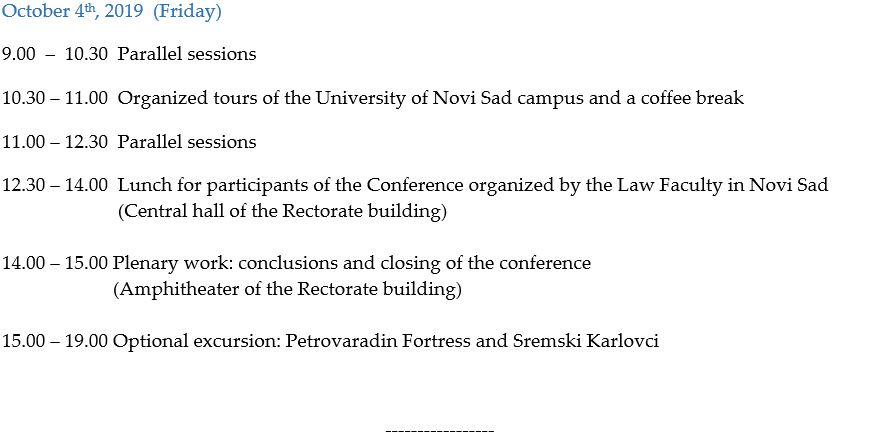 October 4th, 2019 (Friday)
9.00 – 10.30 Parallel sessions
10.30 – 11.00 Organized tours of the University of Novi Sad campus and a coffee break
11.00 – 12.30 Parallel sessions
12.30 – 14.00 Lunch for participants of the Conference organized by the Law Faculty in Novi Sad
(Central hall of the Rectorate building)
14.00 – 15.00 Plenary work: conclusions and closing of the conference
(Amphitheater of the Rectorate building)
15.00 – 19.00 Optional excursion: Petrovaradin Fortress and Sremski Karlovci
-----------------